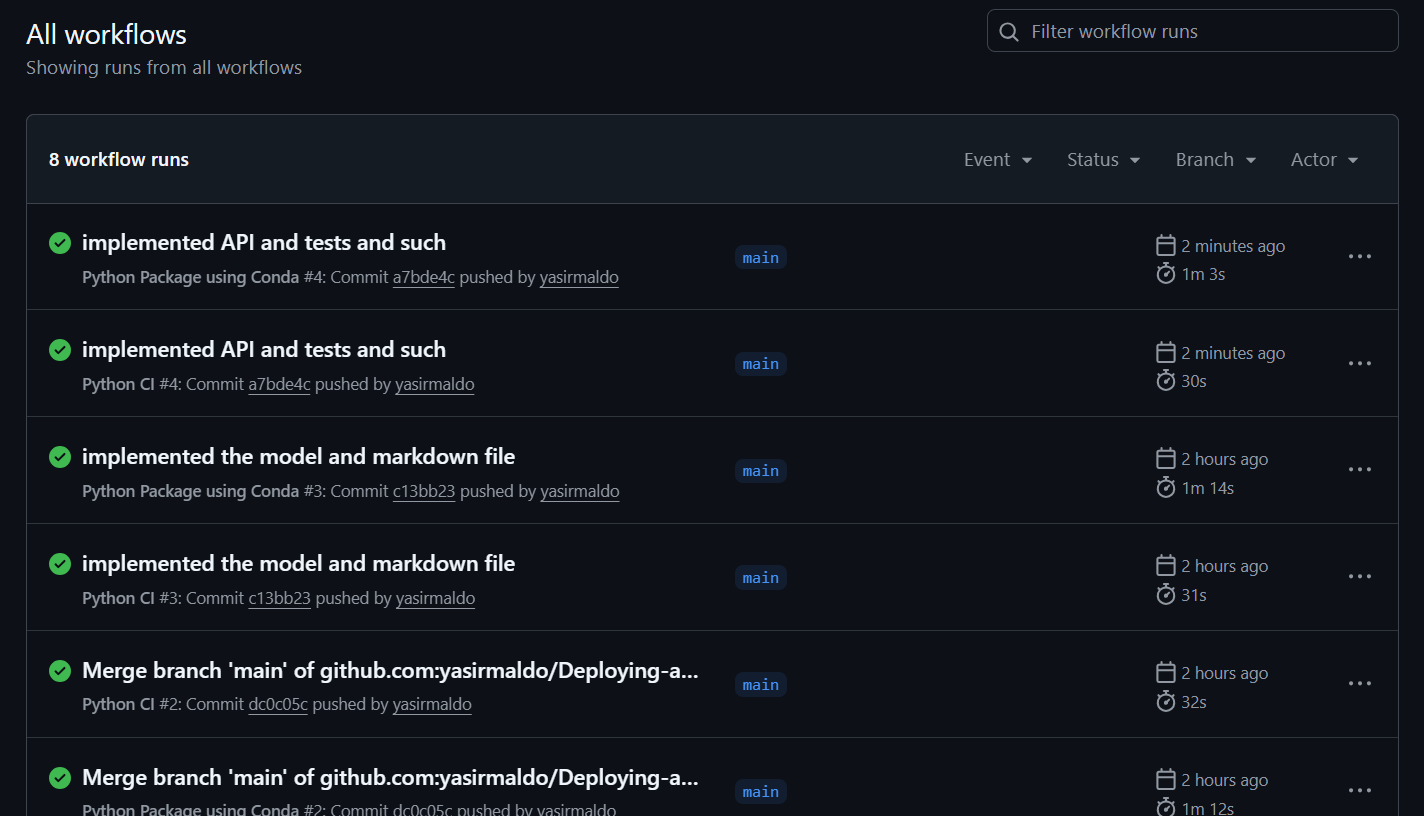 All workflows
Filter workflow runs
Showing runs from all workflows
8 workflow runs
Event
Status
Branch
Actor
implemented API and tests and such
main
2 minutes ago
Python Package using Conda #4: Commit a7bde4c pushed by yasirmaldo
1m 3s
implemented API and tests and such
main
2 minutes ago
Python CI #4: Commit a7bde4c pushed by yasirmaldo
30s
implemented the model and markdown file
main
2 hours ago
Python Package using Conda #3: Commit c13bb23 pushed by yasirmaldo
1m 14s
implemented the model and markdown file
main
2 hours ago
Python CI #3: Commit c13bb23 pushed by yasirmaldo
31s
Merge branch 'main' of github.com:yasirmaldo/Deploying-a...
main
2 hours ago
Python CI #2: Commit dc0c05c pushed by yasirmaldo
32s
Merge branch 'main' of github.com:yasirmaldo/Deploying-a...
main
2 hours ago
Python Package using Conda #2: Commit dc0c05c pushed by yasirmaldo
1m 12s